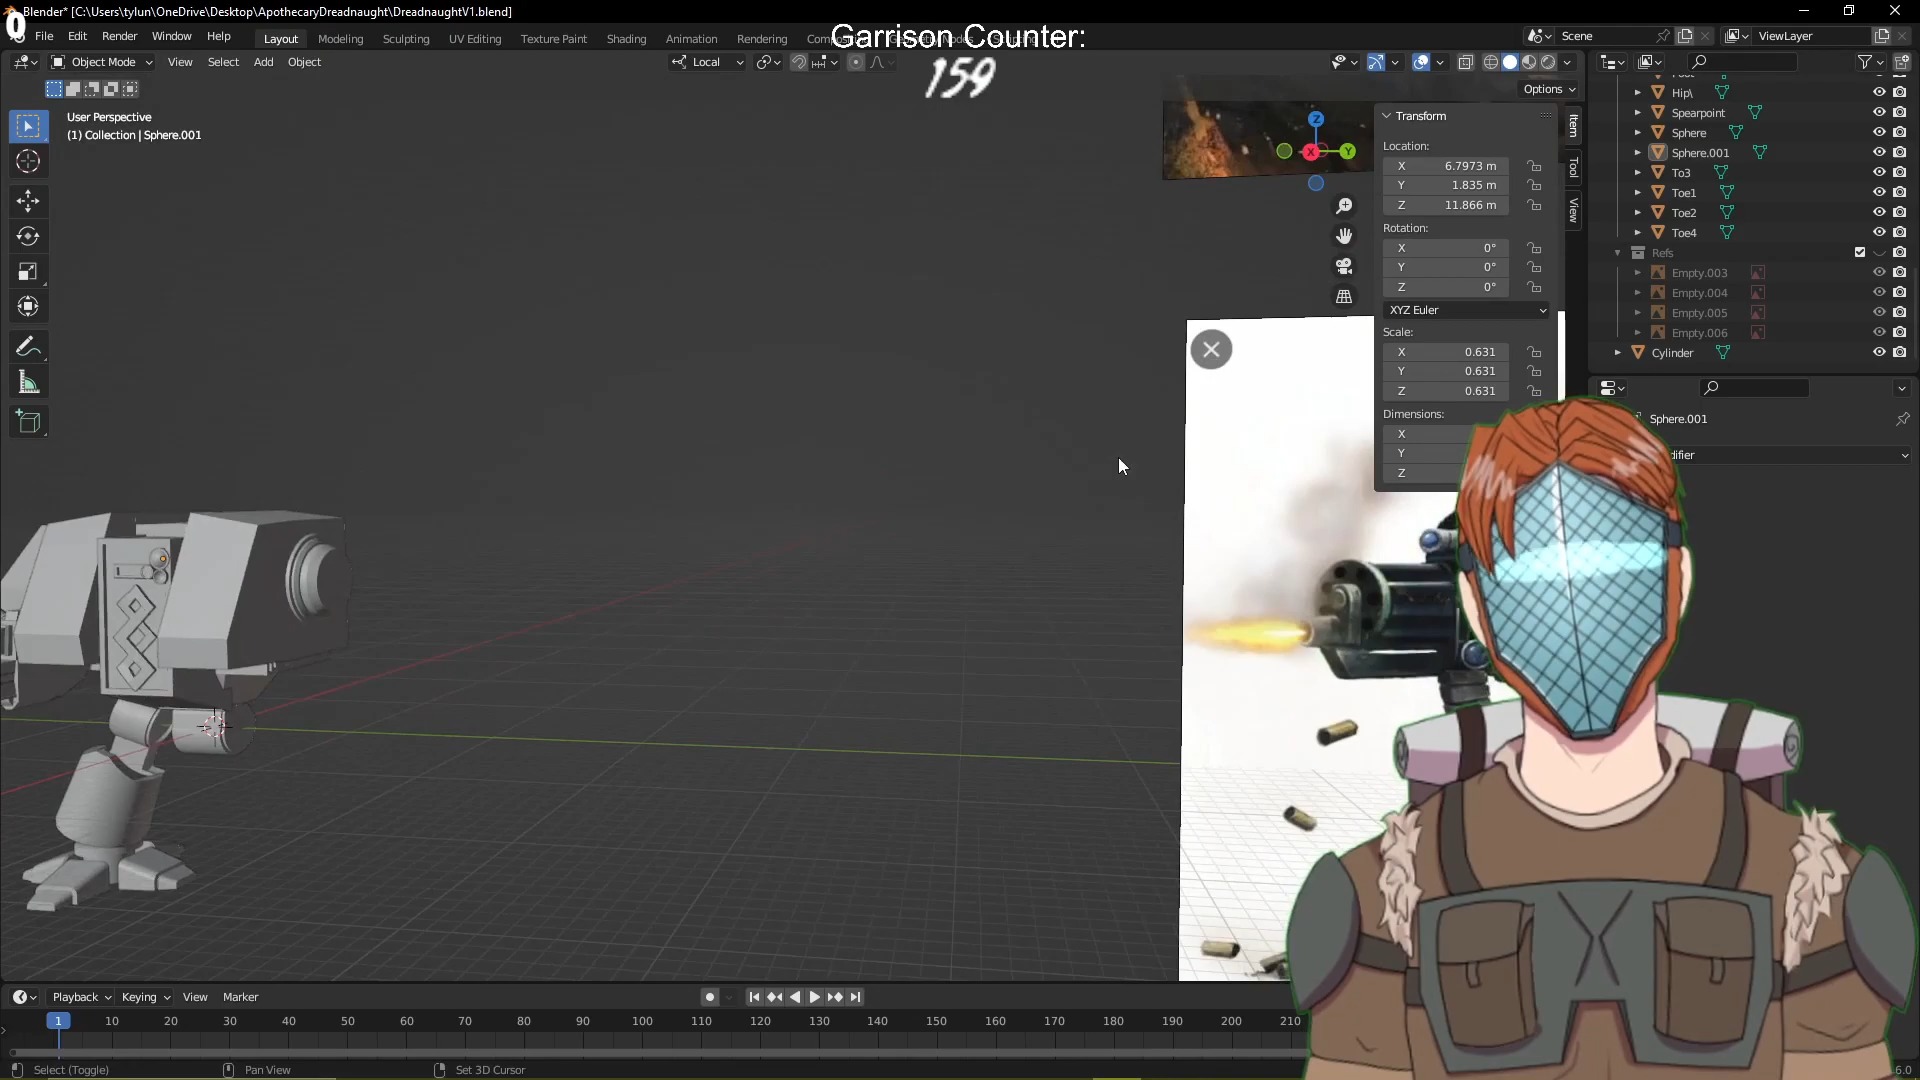 Blender* [C:\Users\tylun\OneDrive\Desktop\ApothecaryDreadnaught\DreadnaughtV1.blend]
0
Garrison Counter:
159
File Edit Render Window Help
Layout Modeling Sculpting UV Editing Texture Paint Shading Animation Rendering
Scene
ViewLayer
Object Mode
View Select Add Object
Local
Options
User Perspective
(1) Collection | Sphere.001
Z
X
Y
Transform
Location:
X 6.7973 m
Y 1.835 m
Z 11.866 m
Rotation:
X 0°
Y 0°
Z 0°
XYZ Euler
Scale:
X 0.631
Y 0.631
Z 0.631
Dimensions:
X
Y
Z
Item
Tool
View
Hip\
Spearpoint
Sphere
Sphere.001
To3
Toe1
Toe2
Toe4
Refs
Empty.003
Empty.004
Empty.005
Empty.006
Cylinder
Sphere.001
difier
Playback Keying View Marker
1 10 20 30 40 50 60 70 80 90 100 110 120 130 140 150 160 170 180 190 200 210
Select (Toggle) Pan View Set 3D Cursor
6.0